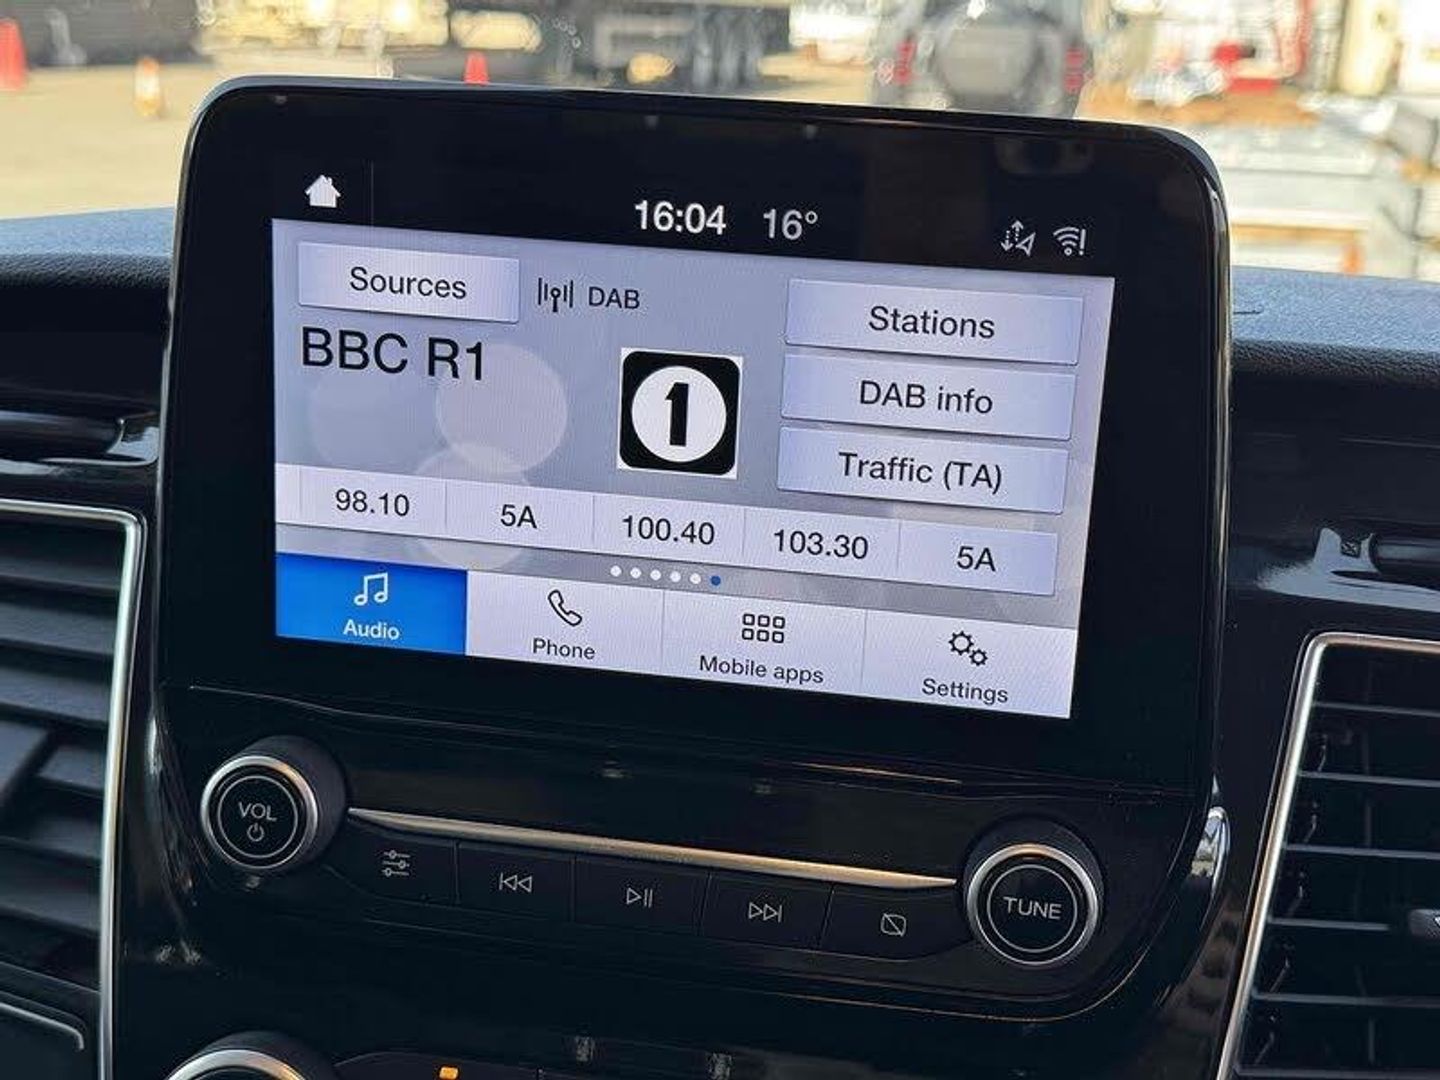 16:04 16°
Sources
DAB
Stations
BBC R1
1
DAB info
Traffic (TA)
98.10 5A 100.40 103.30 5A
Audio Phone Mobile apps Settings
VOL
TUNE